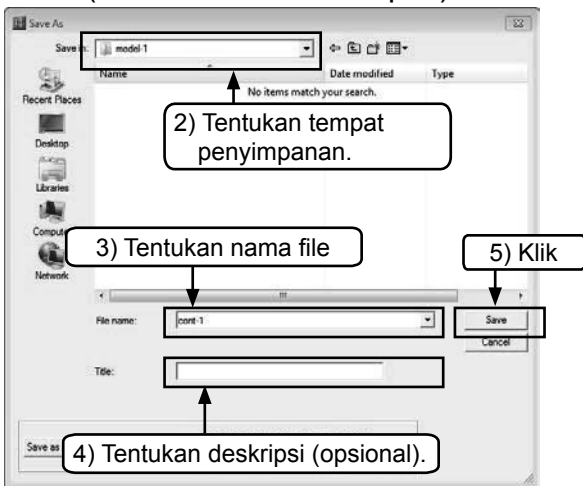 Save As
Save in:
model-1
Name
Date modified
Type
No items match your search.
Recent Places
Desktop
Libraries
Network
2) Tentukan tempat
penyimpanan.
3) Tentukan nama file
5) Klik
File name:
cont-1
Save
Cancel
Title:
Save as
4) Tentukan deskripsi (opsional).